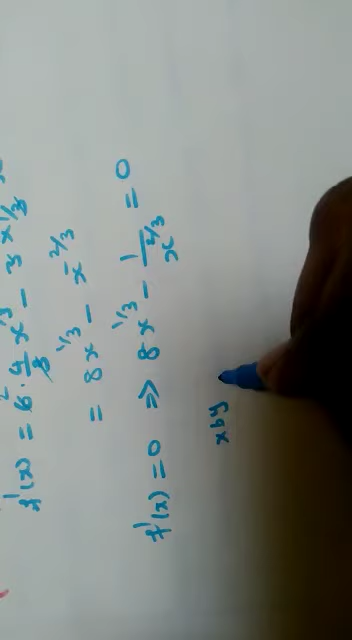 f'(x) = 6² · 4/3 x^1/3 - 3 x^1/3
= 8x^1/3 - x^-2/3
f'(x) = 0 ⇒ 8x^1/3 - 1/x^2/3 = 0
x by